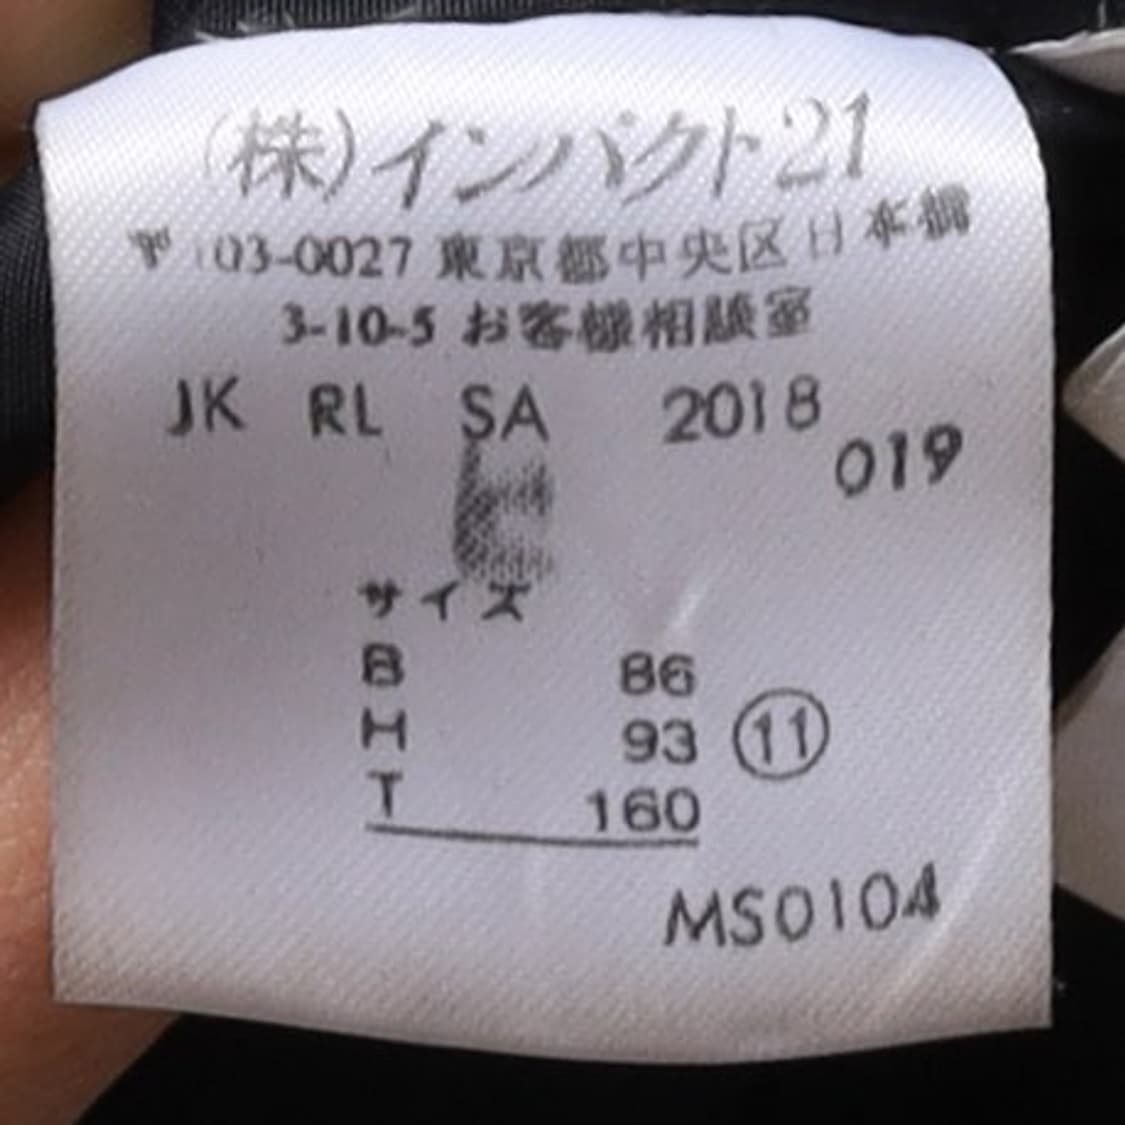 (株)インパクト21
〒103-0027 東京都中央区日本橋
3-10-5 お客様相談室
JK RL SA 2018
019
サイズ
B 86
H 93 ⑪
T 160
MS0104